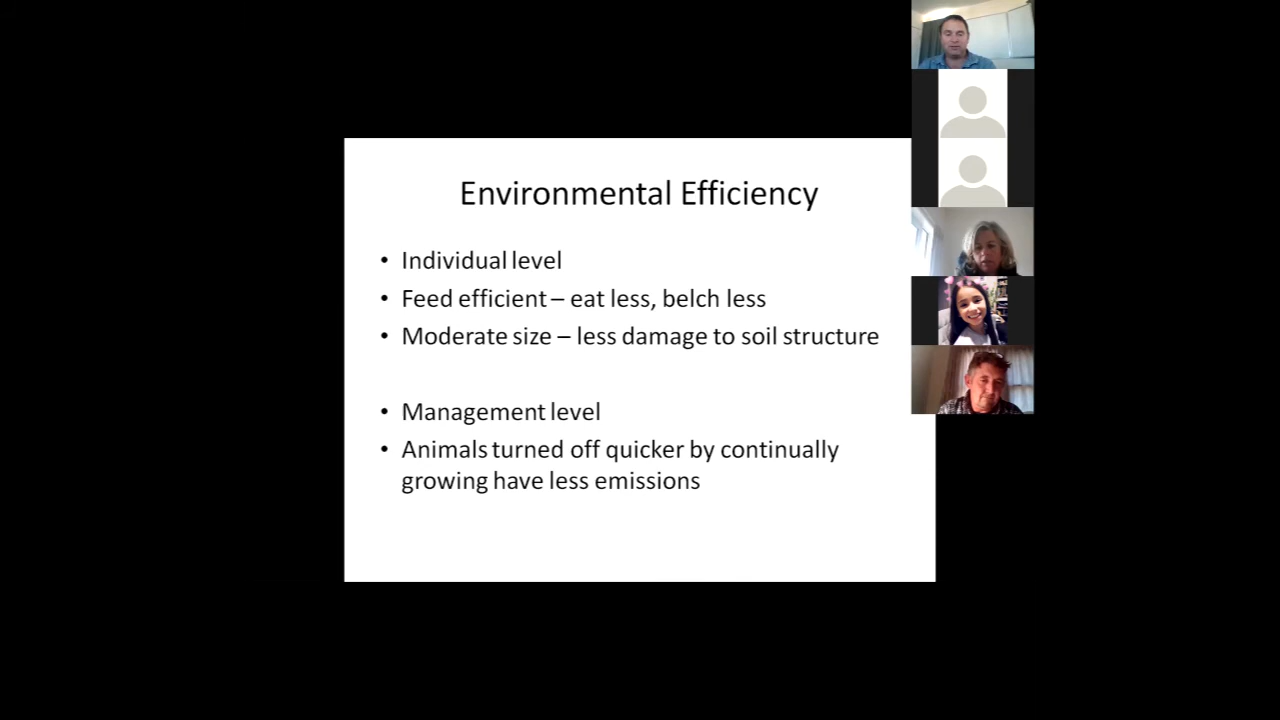 Environmental Efficiency
• Individual level
• Feed efficient – eat less, belch less
• Moderate size – less damage to soil structure
• Management level
• Animals turned off quicker by continually
growing have less emissions